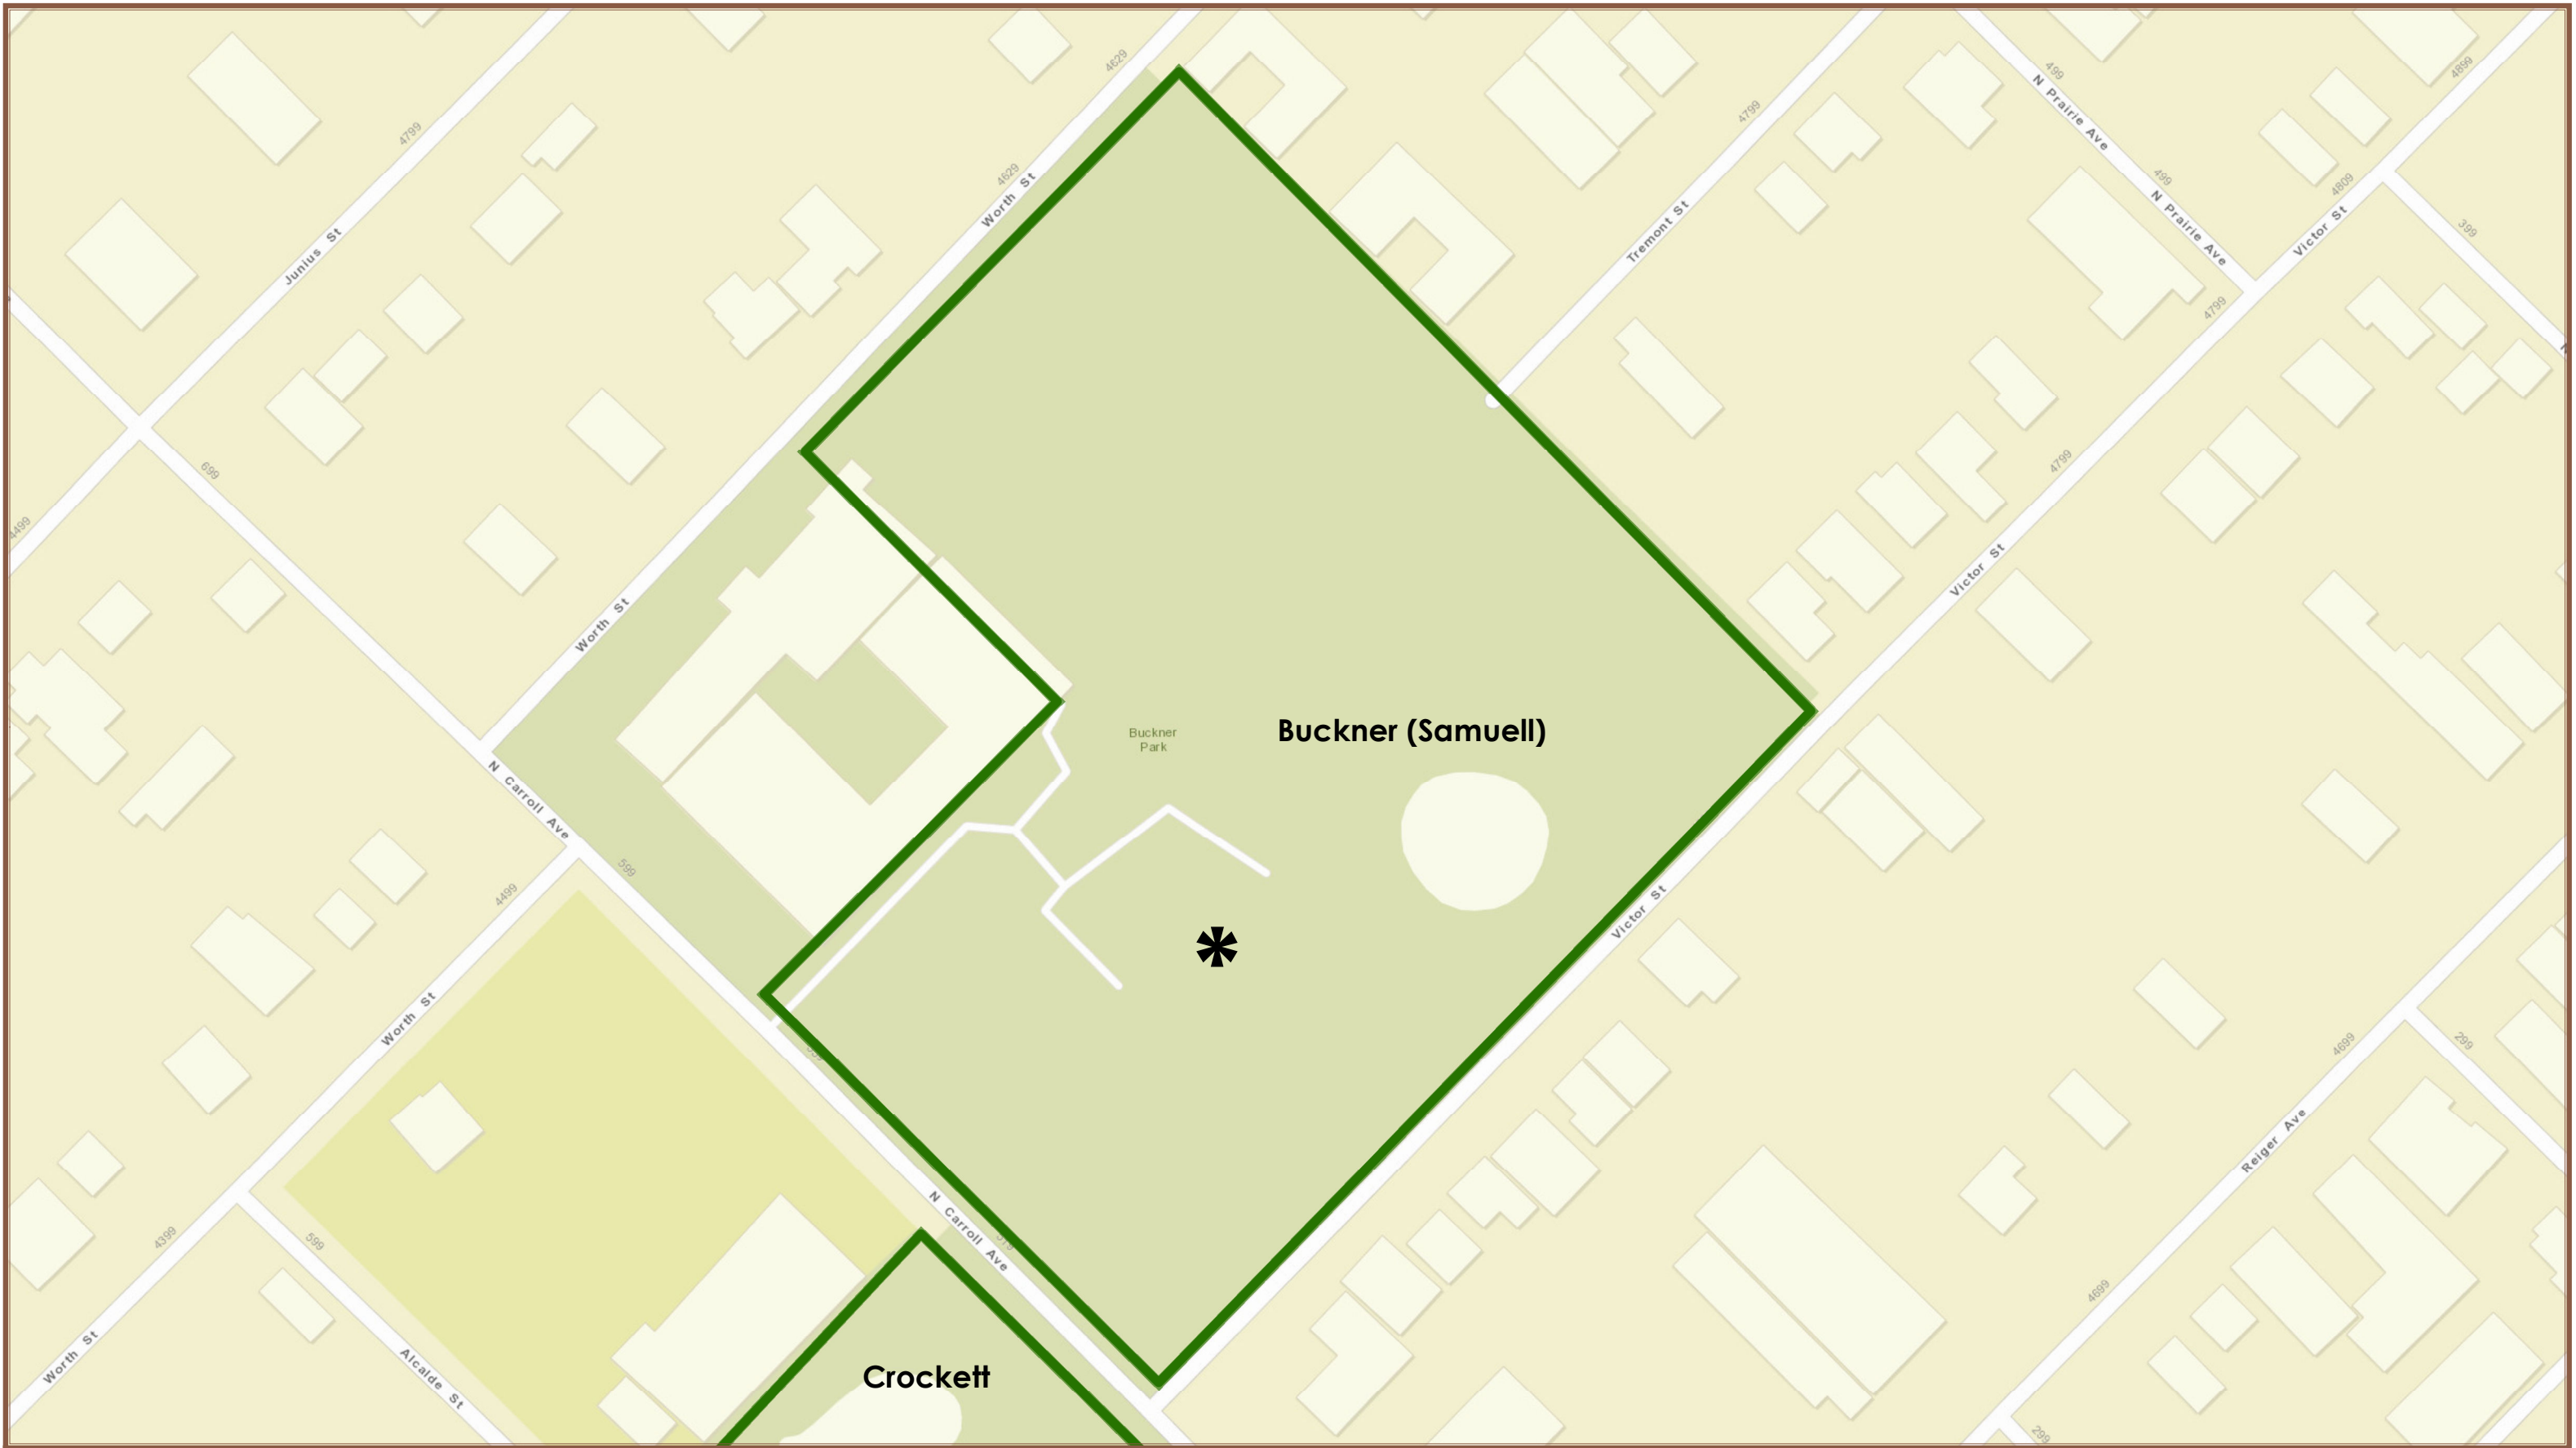 4629
N Prairie Ave
499
4899
4799
4799
4629
Worth St
499
N Prairie Ave
4809
Victor St
399
Tremont St
Junius St
4799
699
4799
4499
Victor St
Worth St
Buckner (Samuell)
Buckner
Park
N Carroll Ave
599
4499
Victor St
Worth St
4699
299
Reiger Ave
N Carroll Ave
4399
599
4699
Worth St
Alcalde St
Crockett
299